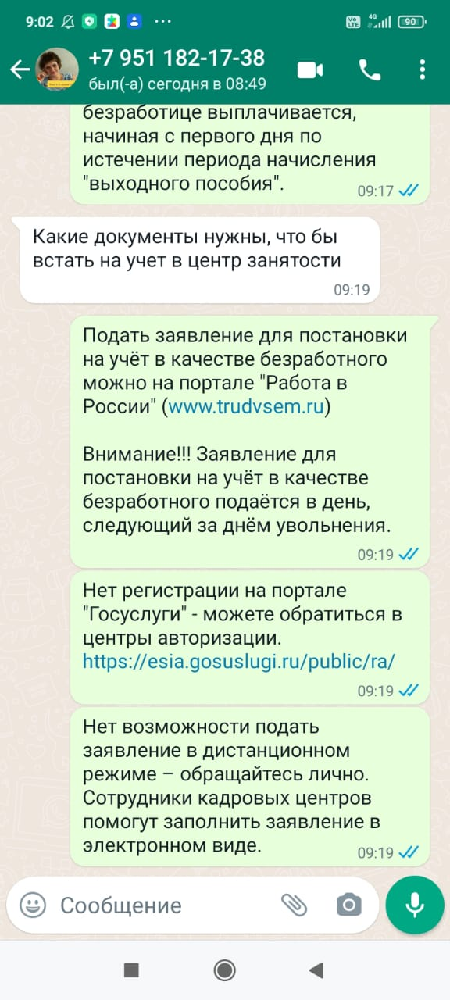 9:02 ... Vo LTE 4G 90
+7 951 182-17-38
был(-а) сегодня в 08:49
безработице выплачивается,
начиная с первого дня по
истечении периода начисления
"выходного пособия".
09:17
Какие документы нужны, что бы
встать на учет в центр занятости
09:19
Подать заявление для постановки
на учёт в качестве безработного
можно на портале "Работа в
России" (www.trudvsem.ru)
Внимание!!! Заявление для
постановки на учёт в качестве
безработного подаётся в день,
следующий за днём увольнения.
09:19
Нет регистрации на портале
"Госуслуги" - можете обратиться в
центры авторизации.
https://esia.gosuslugi.ru/public/ra/
09:19
Нет возможности подать
заявление в дистанционном
режиме – обращайтесь лично.
Сотрудники кадровых центров
помогут заполнить заявление в
электронном виде.
09:19
Сообщение